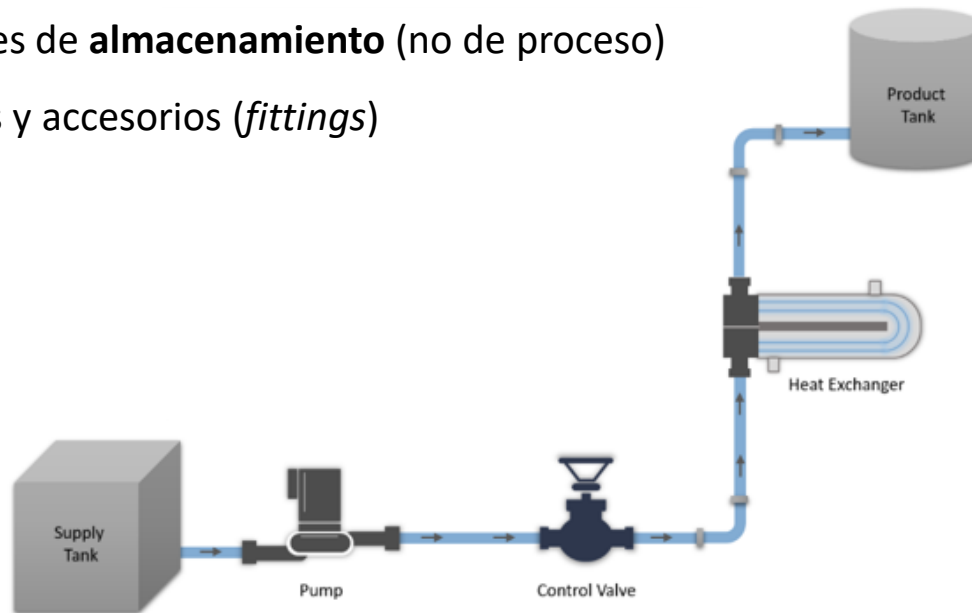 es de almacenamiento (no de proceso)
s y accesorios (fittings)
Product
Tank
Heat Exchanger
Supply
Tank
Pump
Control Valve